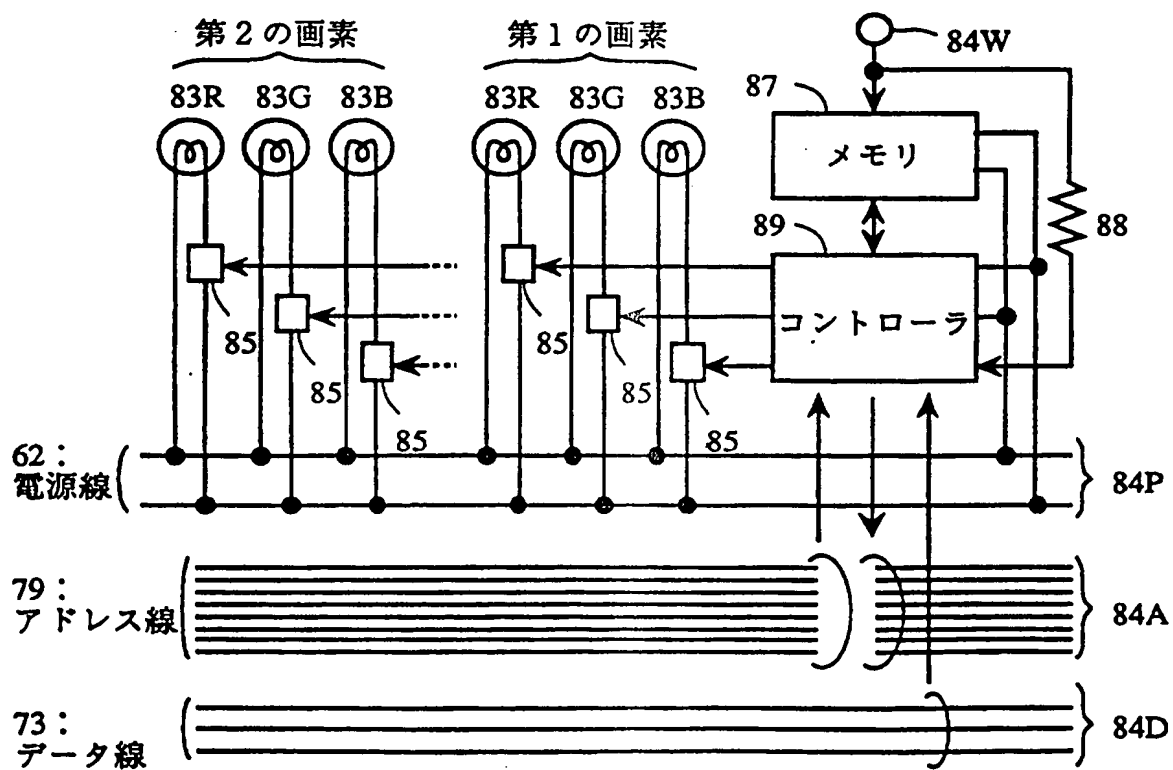 第2の画素
第1の画素
84W
83R 83G 83B
83R 83G 83B
87
メモリ
88
89
コントローラ
85
85
85
85
85
85
62:
電源線
84P
79:
アドレス線
84A
73:
データ線
84D